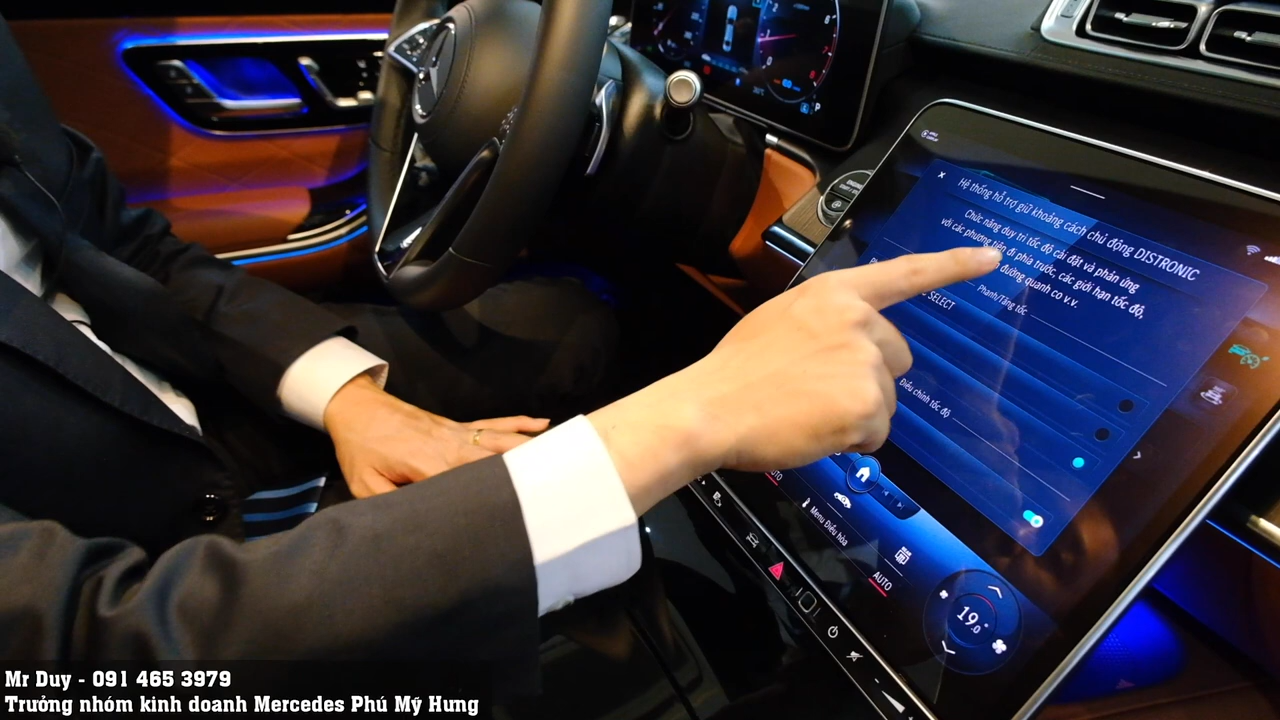 Hệ thống hỗ trợ giữ khoảng cách chủ động DISTRONIC
Chức năng duy trì tốc độ cài đặt và phản ứng
với các phương tiện đi phía trước, các giới hạn tốc độ,
đường quanh co v.v.
Phanh/Tăng tốc
SELECT
Điều chỉnh tốc độ
Menu Điều hòa
AUTO
19.0
P
Mr Duy - 091 465 3979
Trưởng nhóm kinh doanh Mercedes Phú Mỹ Hưng